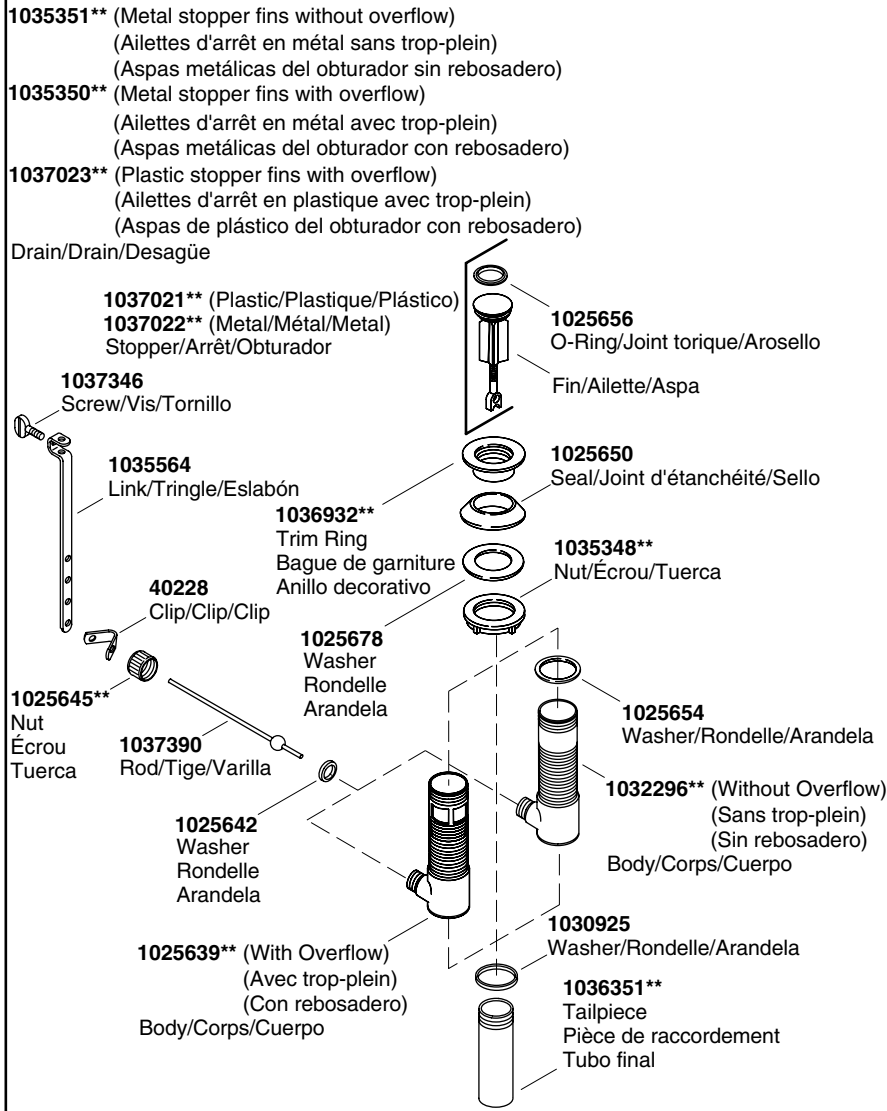 1035351** (Metal stopper fins without overflow)
(Ailettes d'arrêt en métal sans trop-plein)
(Aspas metálicas del obturador sin rebosadero)
1035350** (Metal stopper fins with overflow)
(Ailettes d'arrêt en métal avec trop-plein)
(Aspas metálicas del obturador con rebosadero)
1037023** (Plastic stopper fins with overflow)
(Ailettes d'arrêt en plastique avec trop-plein)
(Aspas de plástico del obturador con rebosadero)
Drain/Drain/Desagüe
1037021** (Plastic/Plastique/Plástico)
1037022** (Metal/Métal/Metal)
Stopper/Arrêt/Obturador
1025656
O-Ring/Joint torique/Arosello
Fin/Ailette/Aspa
1037346
Screw/Vis/Tornillo
1035564
Link/Tringle/Eslabón
1025650
Seal/Joint d'étanchéité/Sello
1036932**
Trim Ring
Bague de garniture
Anillo decorativo
1035348**
Nut/Écrou/Tuerca
40228
Clip/Clip/Clip
1025678
Washer
Rondelle
Arandela
1025645**
Nut
Écrou
Tuerca
1037390
Rod/Tige/Varilla
1025654
Washer/Rondelle/Arandela
1032296** (Without Overflow)
(Sans trop-plein)
(Sin rebosadero)
Body/Corps/Cuerpo
1025642
Washer
Rondelle
Arandela
1025639** (With Overflow)
(Avec trop-plein)
(Con rebosadero)
Body/Corps/Cuerpo
1030925
Washer/Rondelle/Arandela
1036351**
Tailpiece
Pièce de raccordement
Tubo final